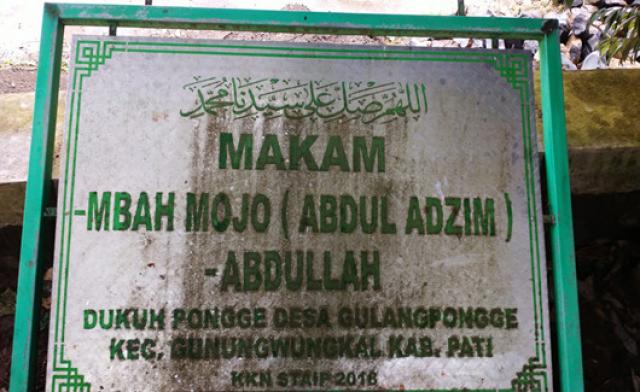 اللهم صل على سيدنا محمد
MAKAM
-MBAH MOJO ( ABDUL ADZIM )
-ABDULLAH
DUKUH PONGGE DESA GULANGPONGGE
KEC. GUNUNGWUNGKAL KAB. PATI
KKN STAIP 2016